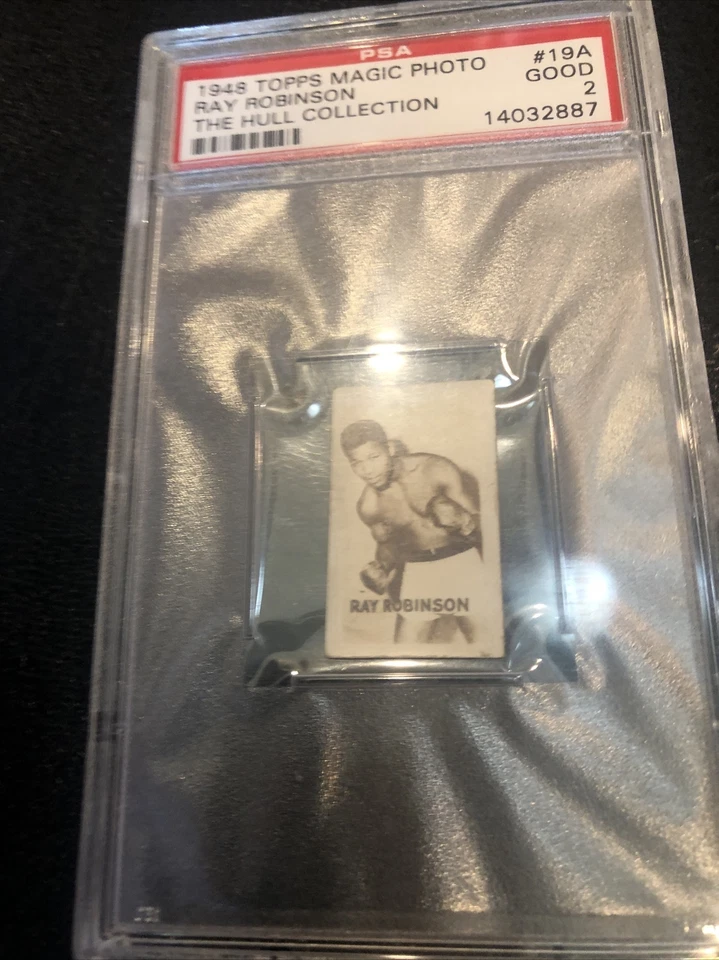 PSA
1948 TOPPS MAGIC PHOTO #19A
RAY ROBINSON GOOD
THE HULL COLLECTION 2
14032887
RAY ROBINSON